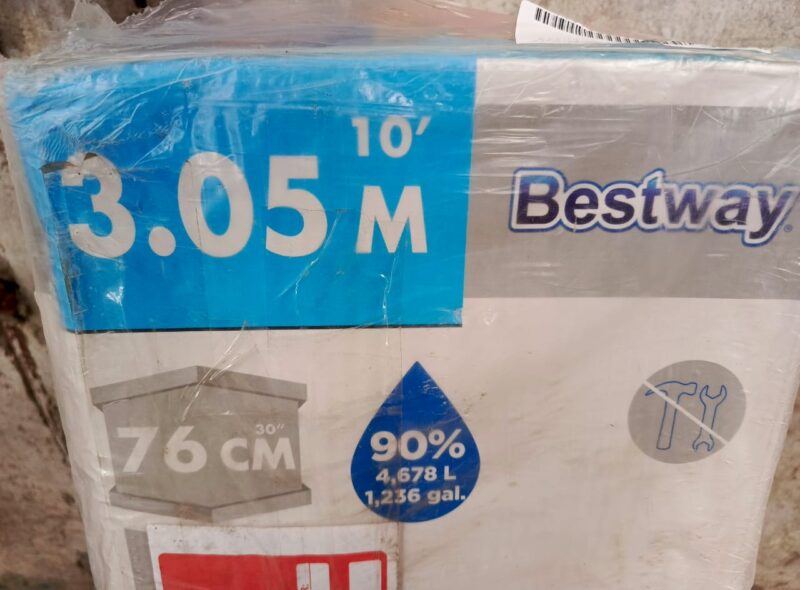 10′
3.05 M
Bestway
30″
76 CM
90%
4,678 L
1,236 gal.